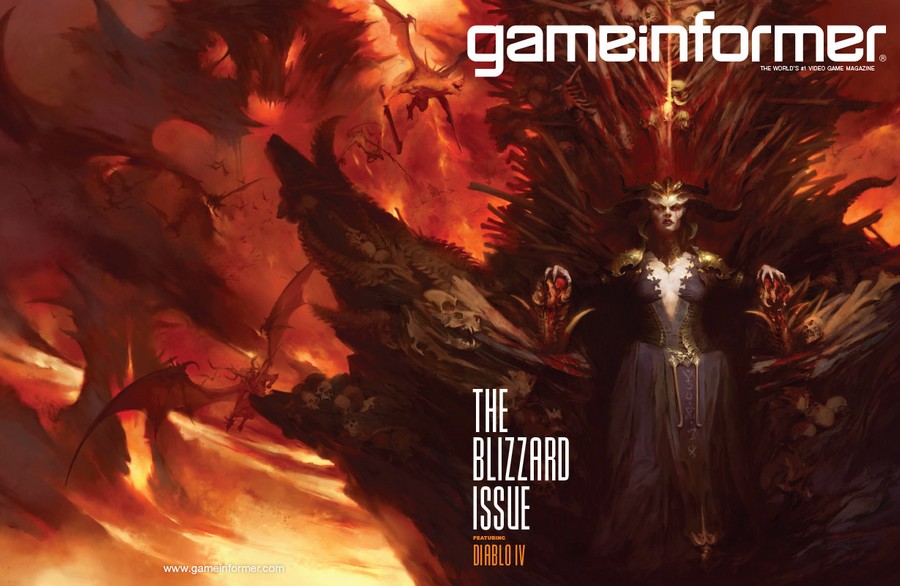 gameinformer®
THE WORLD'S #1 VIDEO GAME MAGAZINE
THE
BLIZZARD
ISSUE
FEATURING
DIABLO IV
www.gameinformer.com